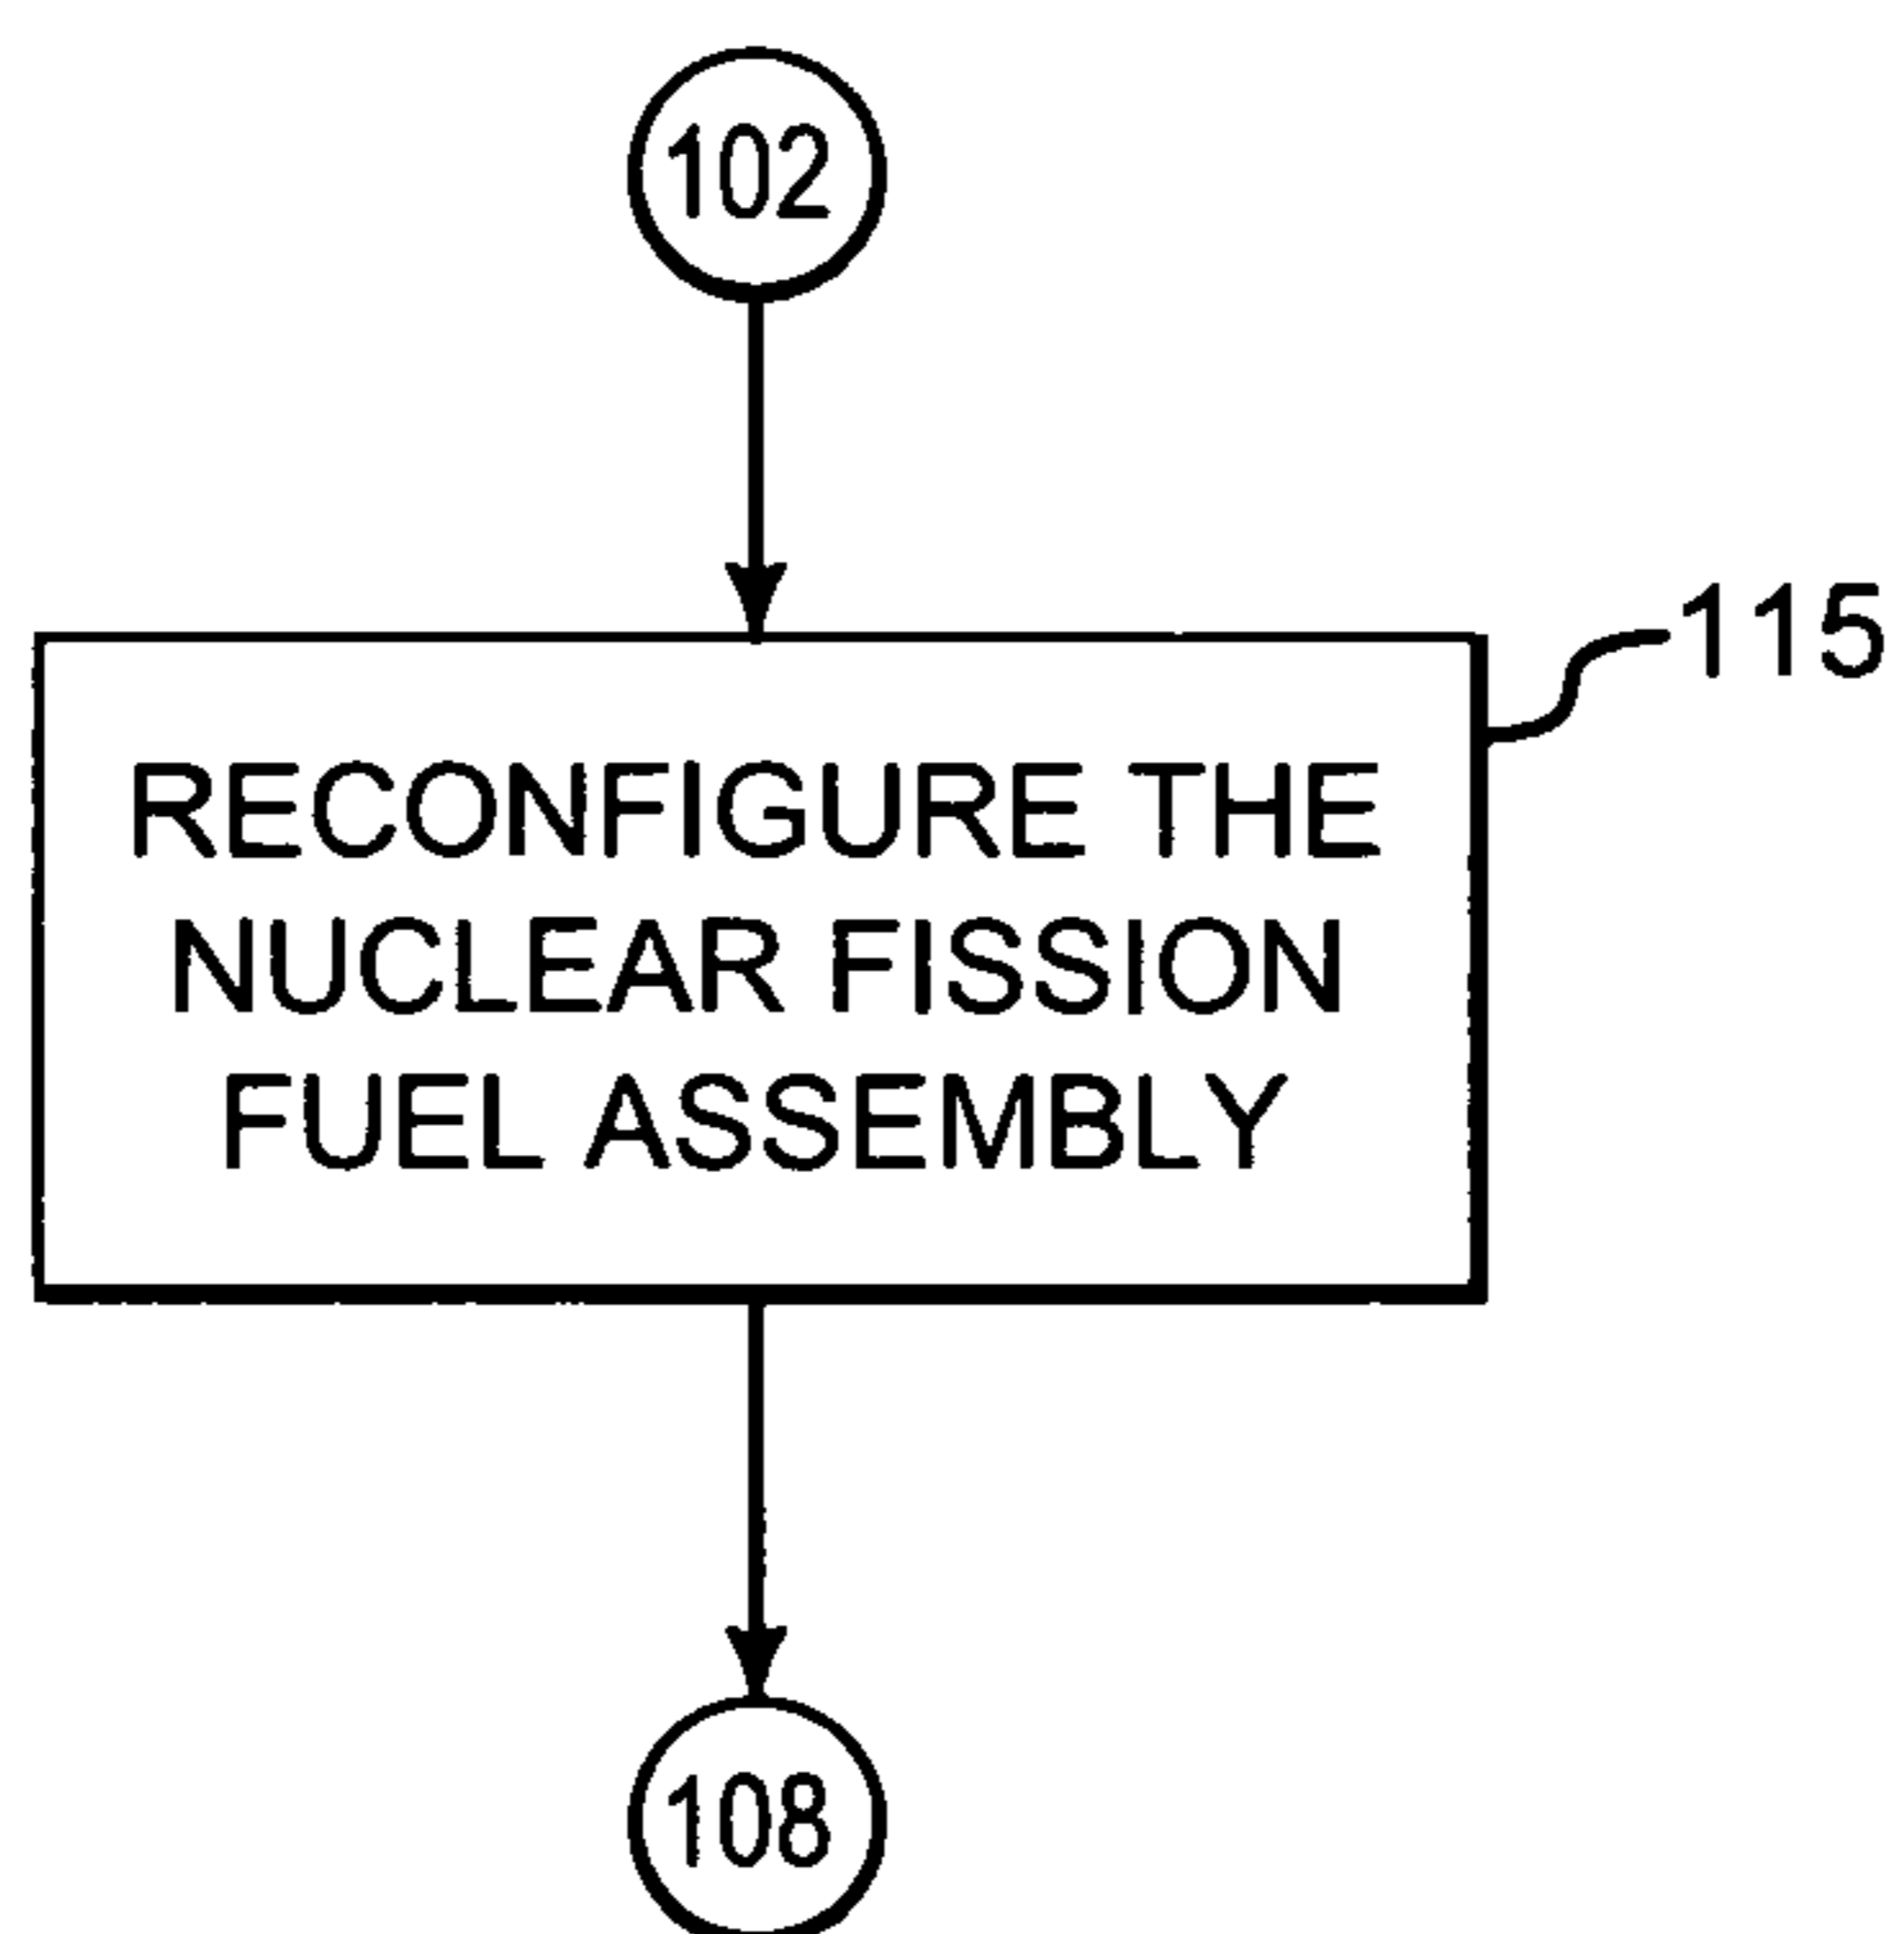 102
115
RECONFIGURE THE
NUCLEAR FISSION
FUEL ASSEMBLY
108